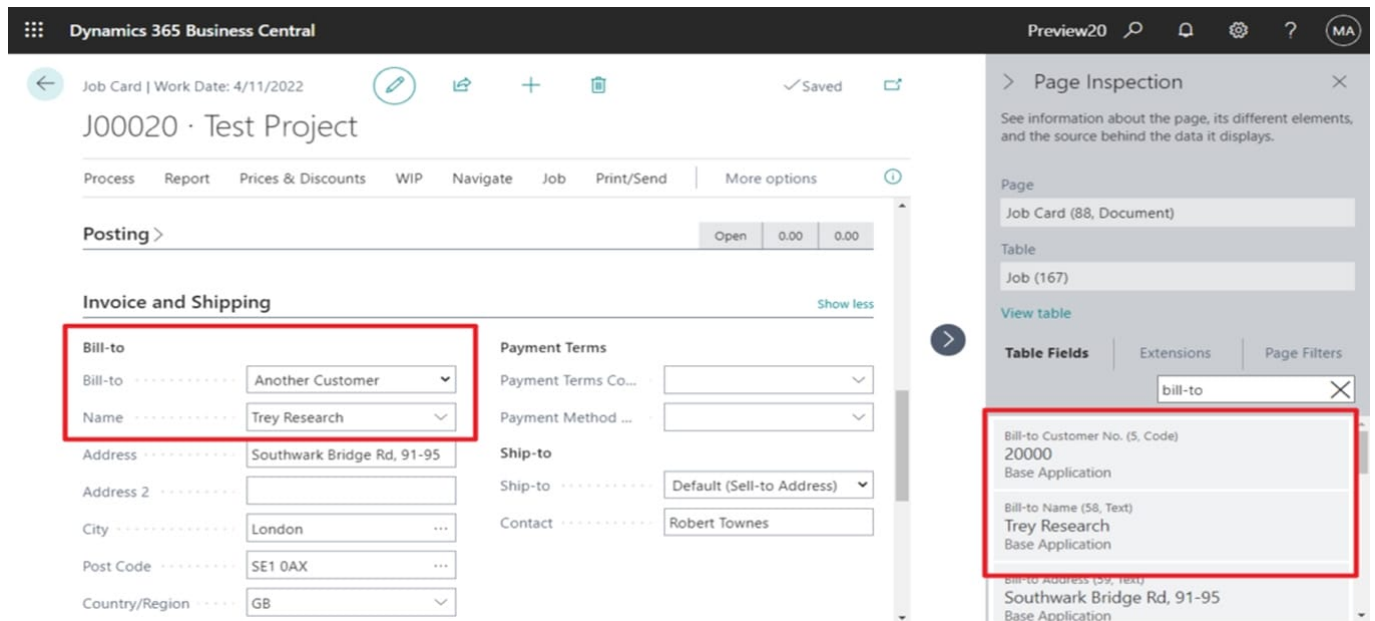 Dynamics 365 Business Central
Preview20
?
MA
Job Card | Work Date: 4/11/2022
Saved
J00020 · Test Project
Process Report Prices & Discounts WIP Navigate Job Print/Send More options
Posting
Open 0.00 0.00
Invoice and Shipping
Show less
Bill-to
Bill-to Another Customer
Name Trey Research
Address Southwark Bridge Rd, 91-95
Address 2
City London
Post Code SE1 0AX
Country/Region GB
Payment Terms
Payment Terms Co...
Payment Method ...
Ship-to
Ship-to Default (Sell-to Address)
Contact Robert Townes
Page Inspection
See information about the page, its different elements,
and the source behind the data it displays.
Page
Job Card (88, Document)
Table
Job (167)
View table
Table Fields Extensions Page Filters
bill-to
Bill-to Customer No. (5, Code)
20000
Base Application
Bill-to Name (58, Text)
Trey Research
Base Application
Bill-to Address (59, Text)
Southwark Bridge Rd, 91-95
Base Application